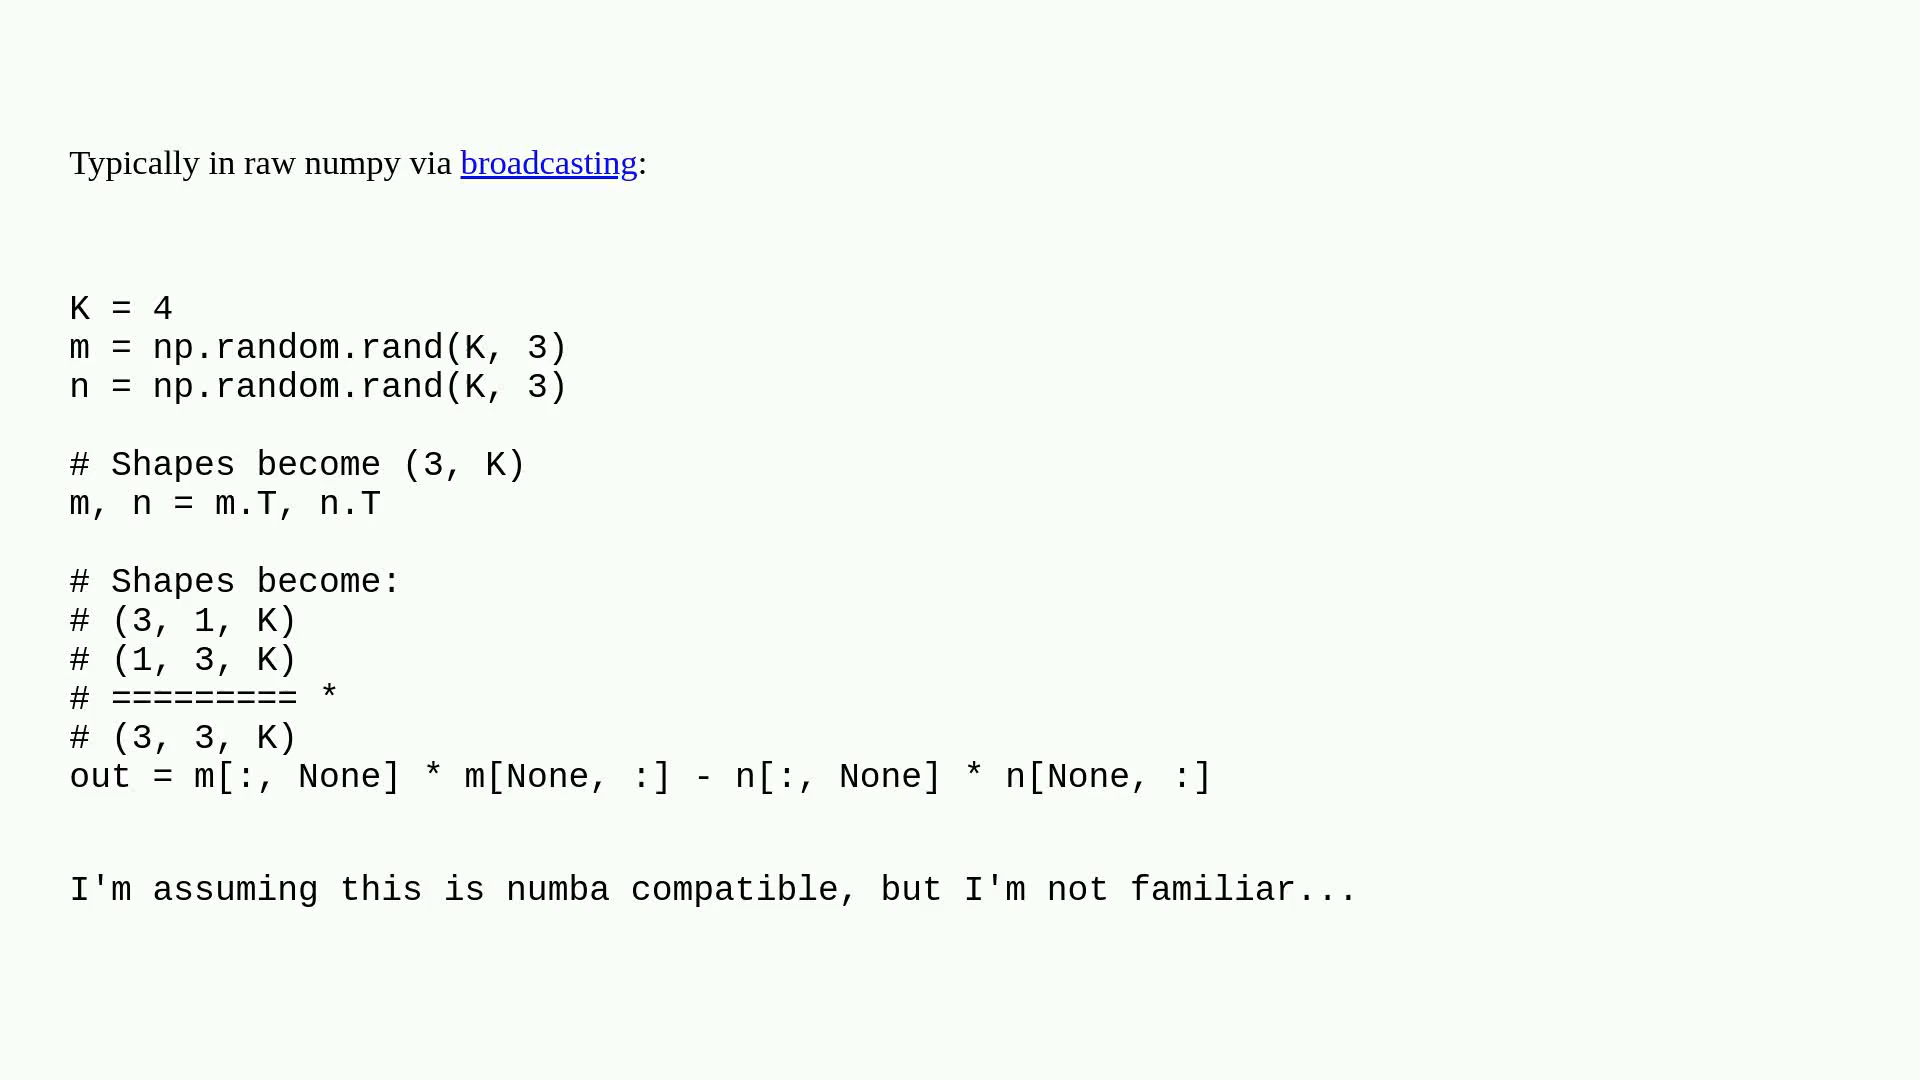 Typically in raw numpy via broadcasting:
K = 4
m = np.random.rand(K, 3)
n = np.random.rand(K, 3)
# Shapes become (3, K)
m, n = m.T, n.T
# Shapes become:
# (3, 1, K)
# (1, 3, K)
# ========= *
# (3, 3, K)
out = m[:, None] * m[None, :] - n[:, None] * n[None, :]
I'm assuming this is numba compatible, but I'm not familiar...